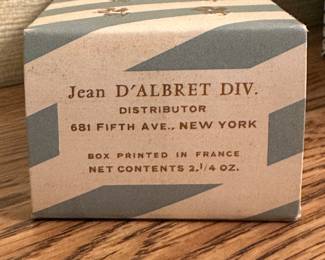 Jean D'ALBRET DIV.
DISTRIBUTOR
681 FIFTH AVE., NEW YORK
BOX PRINTED IN FRANCE
NET CONTENTS 2.1/4 OZ.